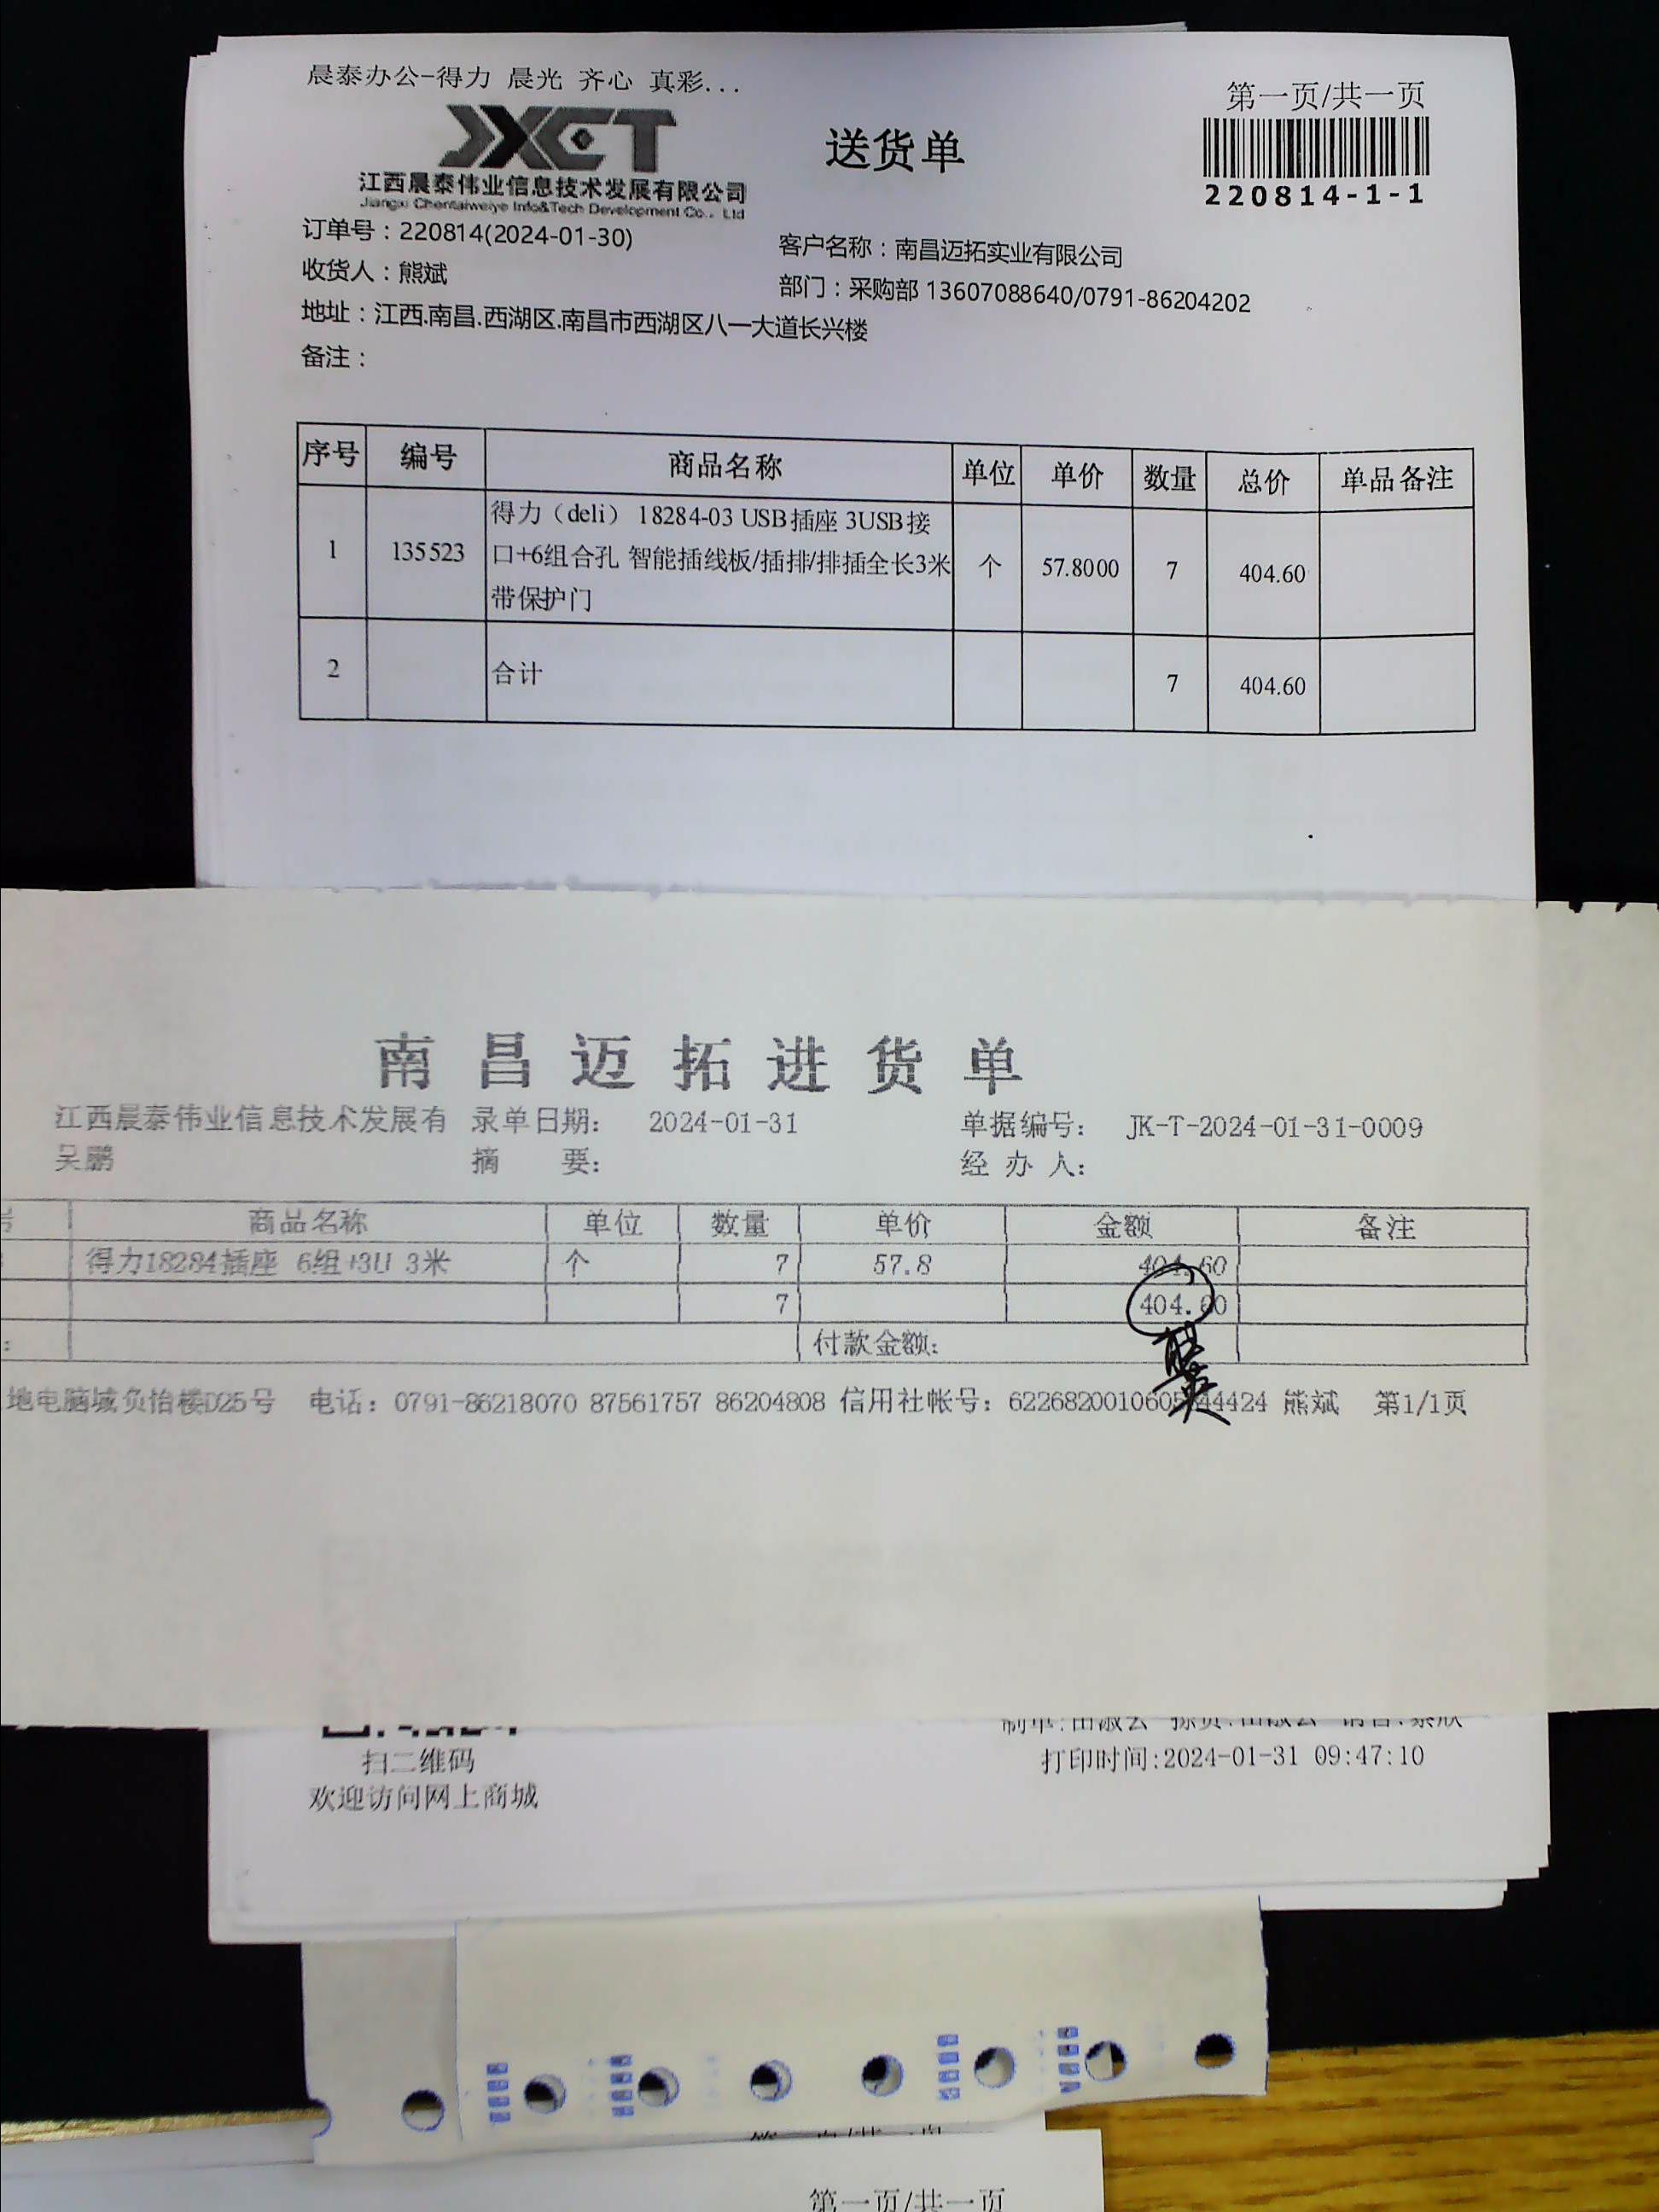 晨泰办公-得力 晨光 齐心 真彩...
第一页/共一页
JXCT
送货单
江西晨泰伟业信息技术发展有限公司
Jiangxi Chentaiweiye Info&Tech Development Co., Ltd
220814-1-1
订单号：220814(2024-01-30)
客户名称：南昌迈拓实业有限公司
收货人：熊斌
部门：采购部 13607088640/0791-86204202
地址：江西.南昌.西湖区.南昌市西湖区八一大道长兴楼
备注：
序号 编号 商品名称 单位 单价 数量 总价 单品备注
1 135523 得力（deli） 18284-03 USB插座 3USB接口+6组合孔 智能插线板/插排/排插全长3米带保护门 个 57.8000 7 404.60
2 合计 7 404.60
南昌迈拓进货单
江西晨泰伟业信息技术发展有 录单日期： 2024-01-31 单据编号： JK-T-2024-01-31-0009
吴鹏 摘 要： 经 办 人：
号 商品名称 单位 数量 单价 金额 备注
得力18284插座 6组+3U 3米 个 7 57.8 404.60
7 404.60
付款金额：
地电脑城负怡楼D25号 电话：0791-86218070 87561757 86204808 信用社帐号： 熊斌 第1/1页
扫二维码
欢迎访问网上商城
打印时间:2024-01-31 09:47:10
第一页/共一页